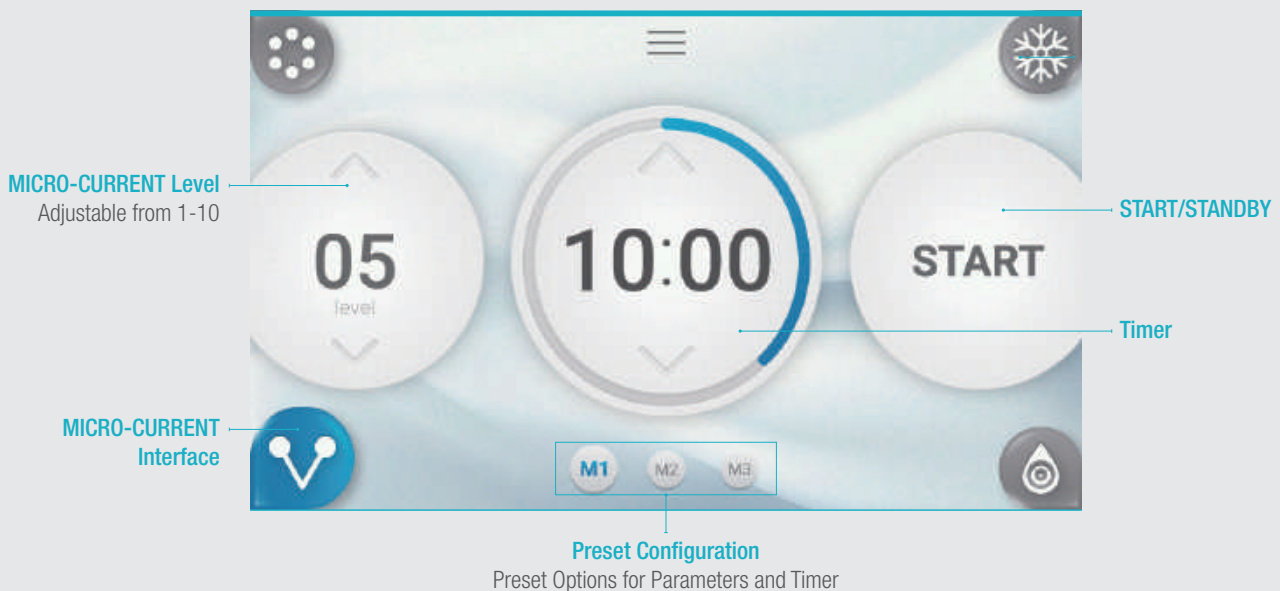 MICRO-CURRENT Level
Adjustable from 1-10
05
level
10:00
START
START/STANDBY
Timer
MICRO-CURRENT
Interface
M1 M2 M3
Preset Configuration
Preset Options for Parameters and Timer